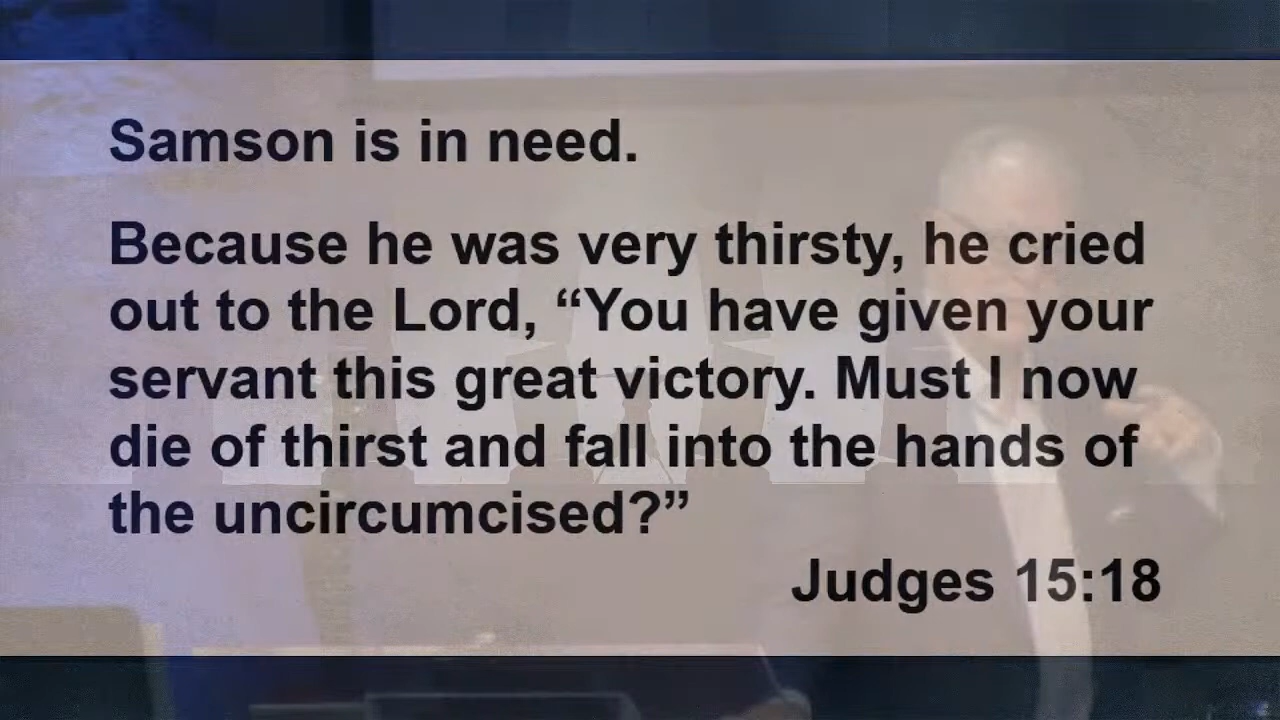 Samson is in need.
Because he was very thirsty, he cried
out to the Lord, “You have given your
servant this great victory. Must I now
die of thirst and fall into the hands of
the uncircumcised?”
Judges 15:18